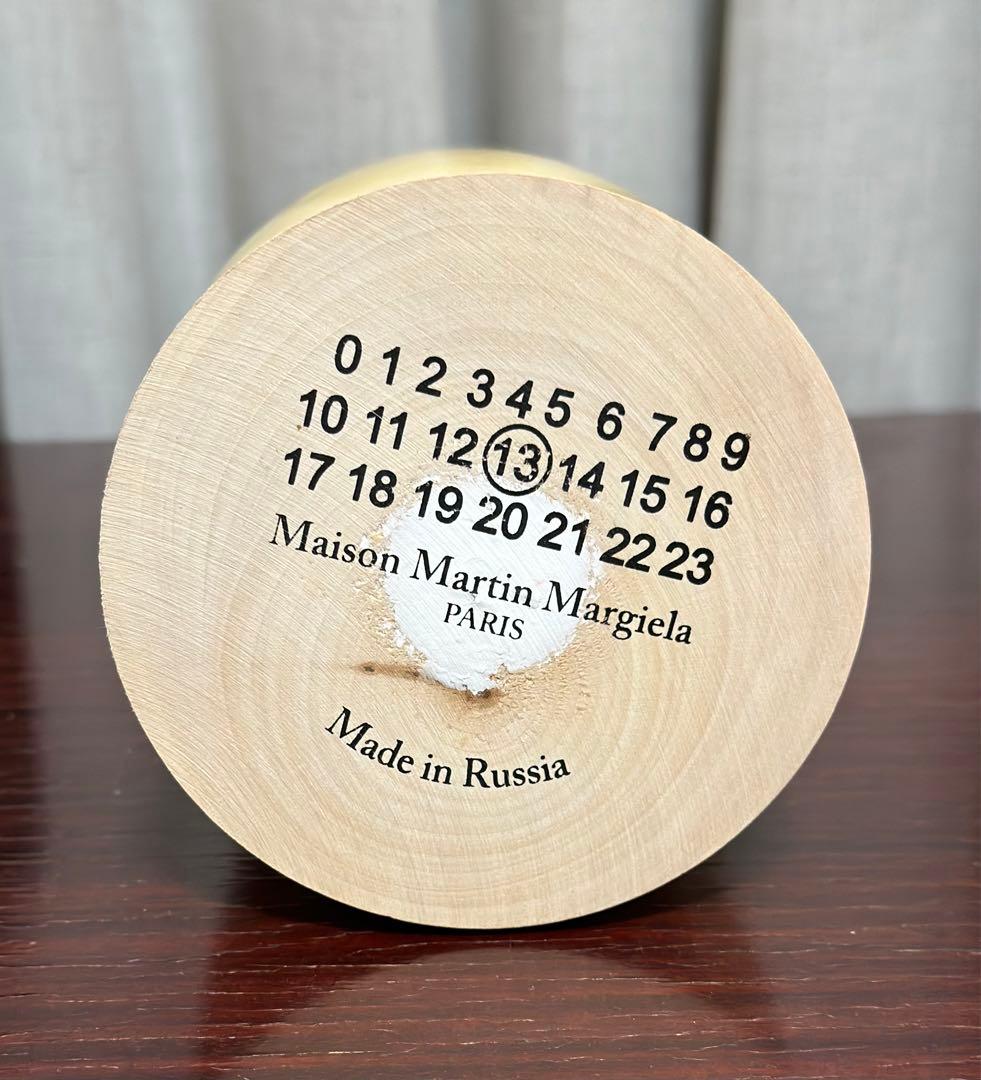 0 1 2 3 4 5 6 7 8 9
10 11 12 13 14 15 16
17 18 19 20 21 22 23
Maison Martin Margiela
PARIS
Made in Russia